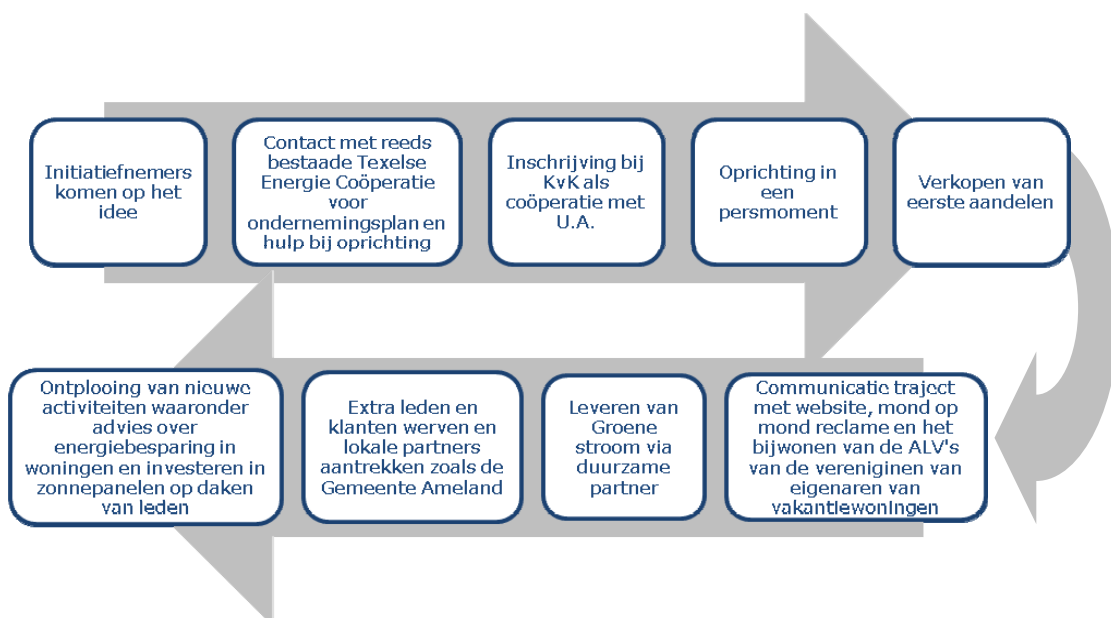 Initiatiefnemers
komen op het
idee
Contact met reeds
bestaade Texelse
Energie Coöperatie
voor
ondernemingsplan en
hulp bij oprichting
Inschrijving bij
KvK als
coöperatie met
U.A.
Oprichting in
een
persmoment
Verkopen van
eerste aandelen
Communicatie traject
met website, mond op
mond reclame en het
bijwonen van de ALV's
van de vereniginen van
eigenaren van
vakantiewoningen
Leveren van
Groene
stroom via
duurzame
partner
Extra leden en
klanten werven en
lokale partners
aantrekken zoals de
Gemeente Ameland
Ontplooing van nieuwe
activiteiten waaronder
advies over
energiebesparing in
woningen en investeren in
zonnepanelen op daken
van leden